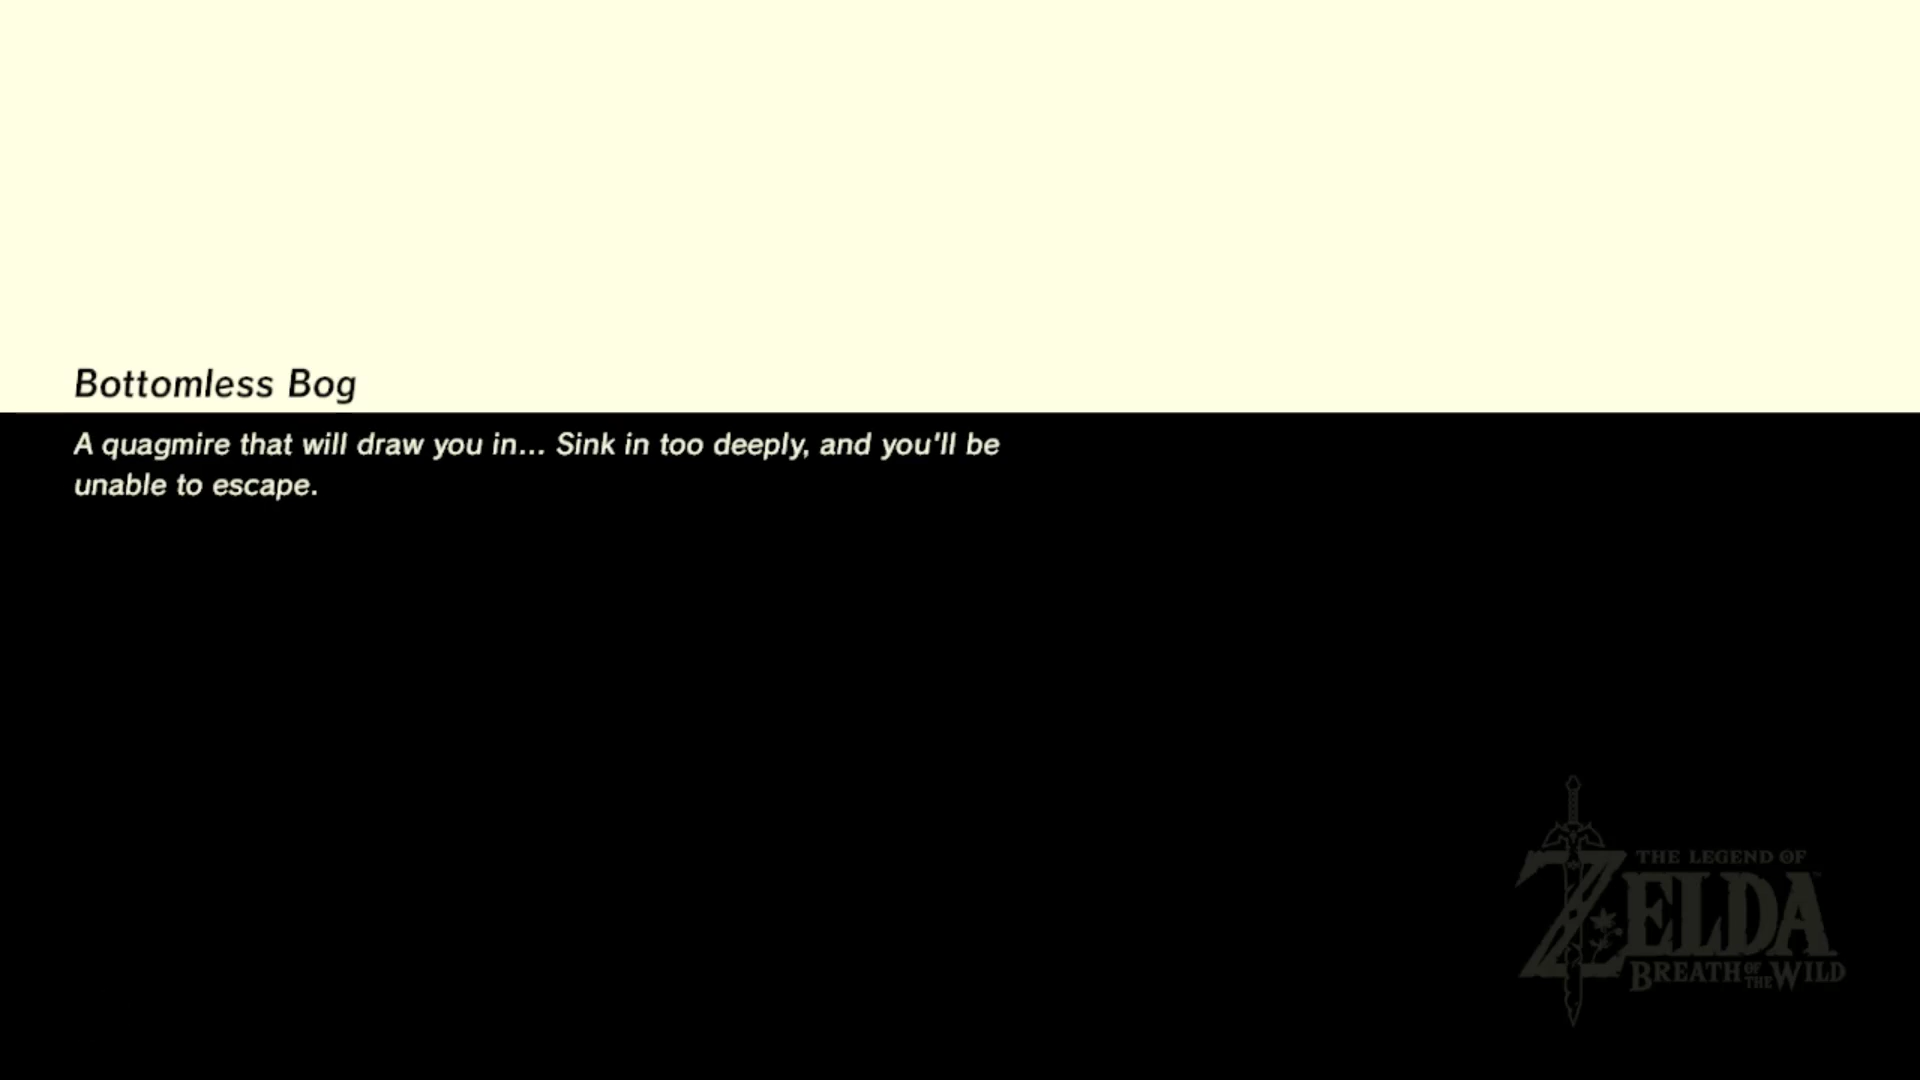 Bottomless Bog
A quagmire that will draw you in... Sink in too deeply, and you'll be
unable to escape.
THE LEGEND OF
ZELDA
BREATH OF THE WILD